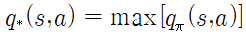 q_*(s,a) = max[q_π(s,a)]